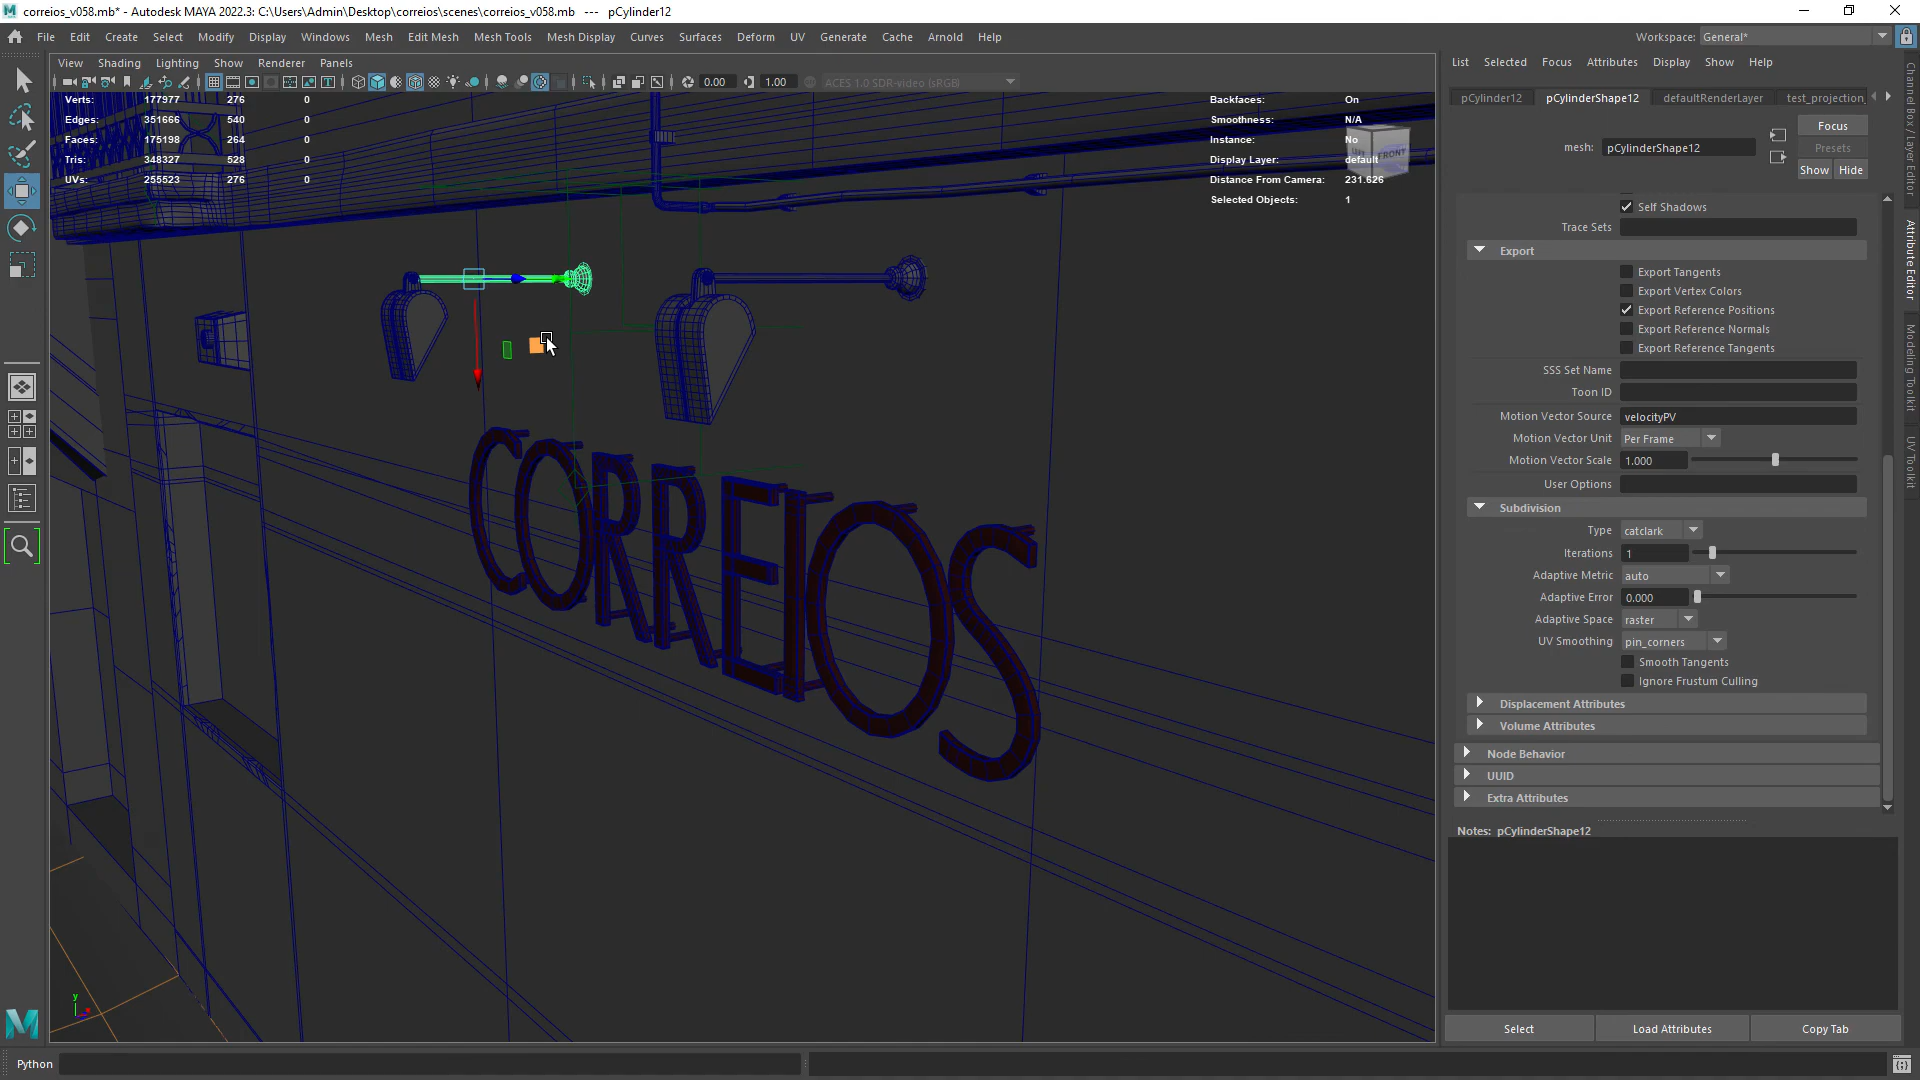 correios_v058.mb* - Autodesk MAYA 2022.3: C:\Users\Admin\Desktop\correios\scenes\correios_v058.mb --- pCylinder12
File Edit Create Select Modify Display Windows Mesh Edit Mesh Mesh Tools Mesh Display Curves Surfaces Deform UV Generate Cache Arnold Help
Workspace: General*
View Shading Lighting Show Renderer Panels
0.00 1.00 ACES 1.0 SDR-video (sRGB)
Verts: 177977 276 0
Edges: 351666 540 0
Faces: 175198 264 0
Tris: 348327 528 0
UVs: 255523 276 0
Backfaces: On
Smoothness: N/A
Instance: No
Display Layer: default
Distance From Camera: 231.626
Selected Objects: 1
FRONT
CORREIOS
y
List Selected Focus Attributes Display Show Help
pCylinder12 pCylinderShape12 defaultRenderLayer test_projection
mesh: pCylinderShape12
Focus
Presets
Show Hide
Self Shadows
Trace Sets
Export
Export Tangents
Export Vertex Colors
Export Reference Positions
Export Reference Normals
Export Reference Tangents
SSS Set Name
Toon ID
Motion Vector Source velocityPV
Motion Vector Unit Per Frame
Motion Vector Scale 1.000
User Options
Subdivision
Type catclark
Iterations 1
Adaptive Metric auto
Adaptive Error 0.000
Adaptive Space raster
UV Smoothing pin_corners
Smooth Tangents
Ignore Frustum Culling
Displacement Attributes
Volume Attributes
Node Behavior
UUID
Extra Attributes
Notes: pCylinderShape12
Select Load Attributes Copy Tab
Channel Box / Layer Editor
Attribute Editor
Modeling Toolkit
UV Toolkit
Python